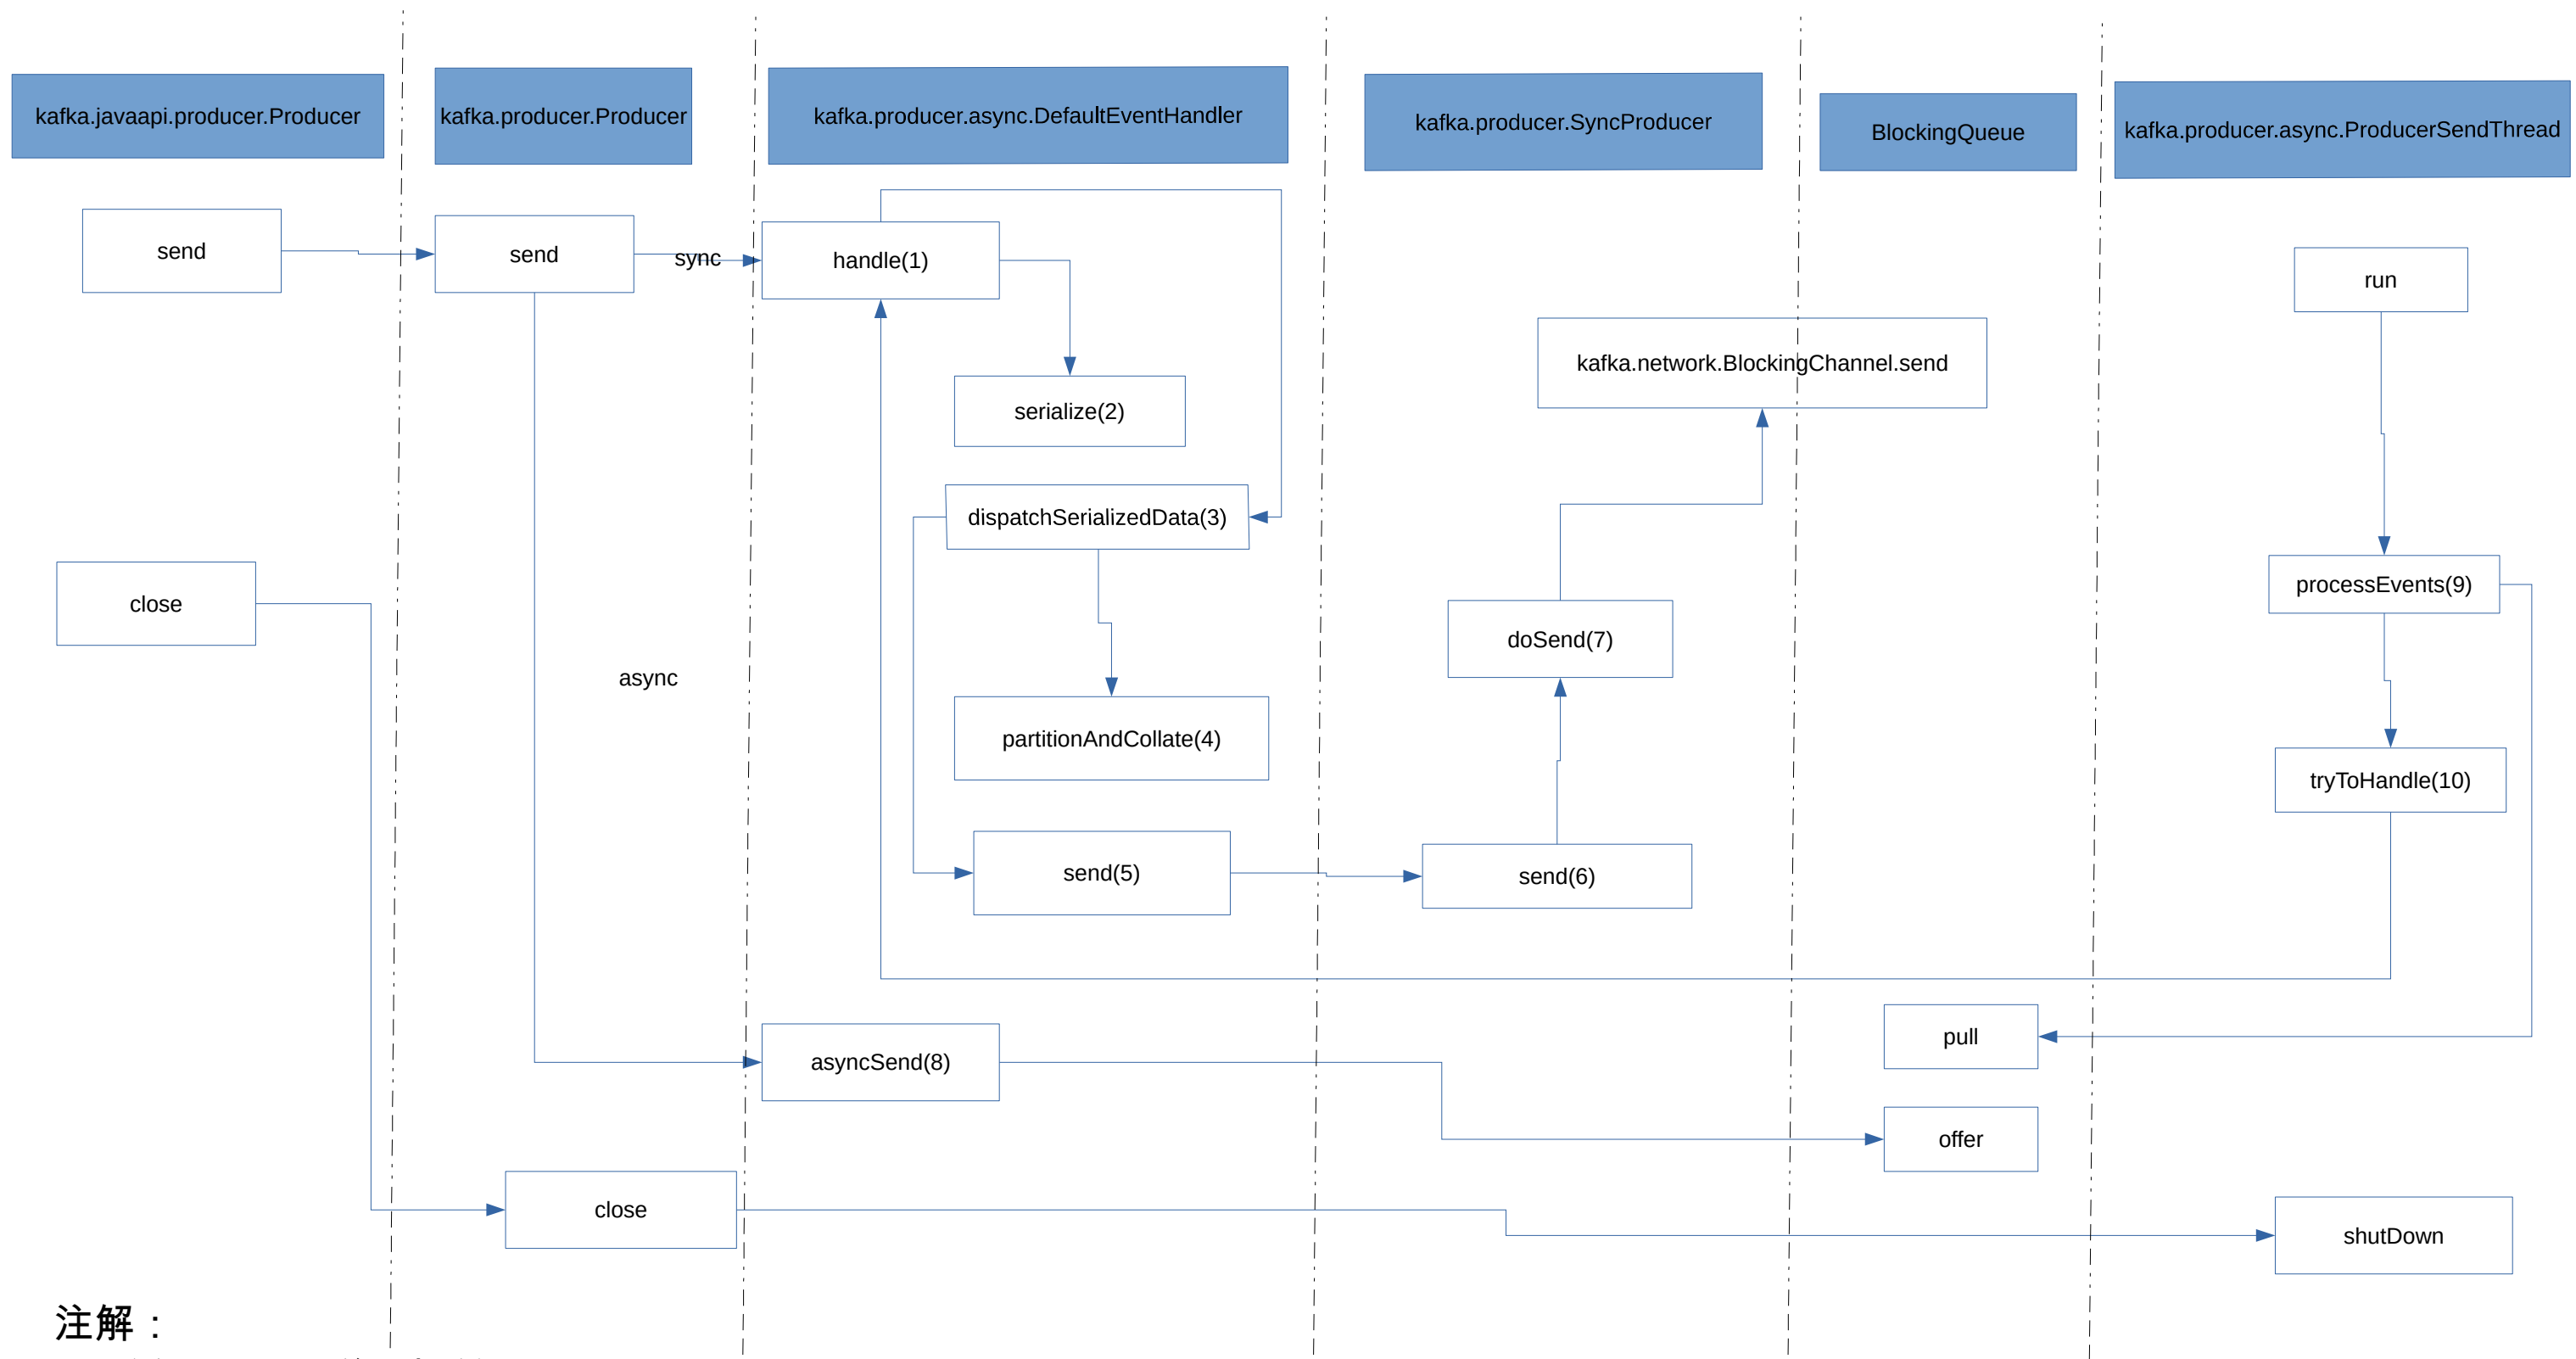 kafka.javaapi.producer.Producer
kafka.producer.Producer
kafka.producer.async.DefaultEventHandler
kafka.producer.SyncProducer
BlockingQueue
kafka.producer.async.ProducerSendThread
send
send
sync
handle(1)
run
kafka.network.BlockingChannel.send
serialize(2)
dispatchSerializedData(3)
close
processEvents(9)
doSend(7)
async
partitionAndCollate(4)
tryToHandle(10)
send(5)
send(6)
pull
asyncSend(8)
offer
close
shutDown
注解：